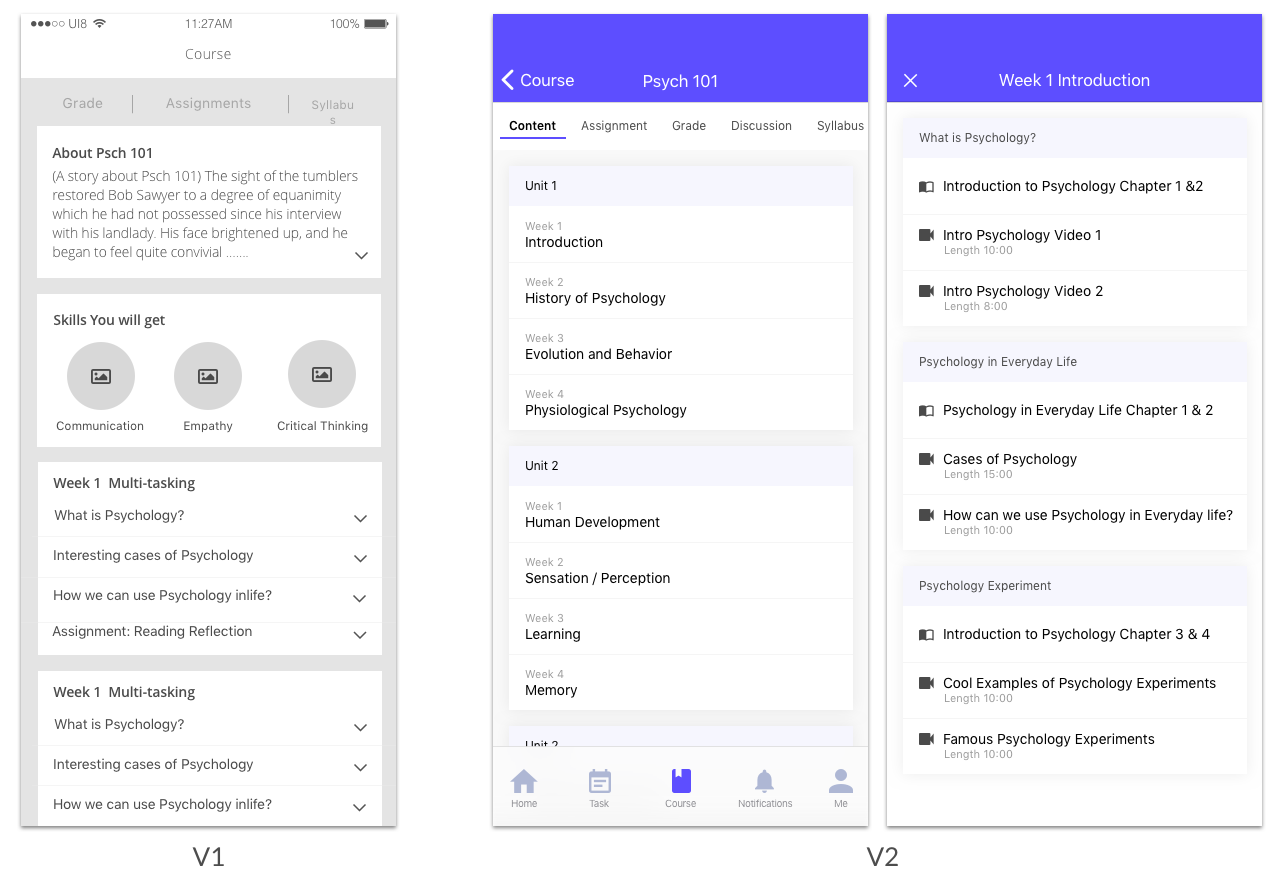 UI8 11:27AM 100%
Course
Grade Assignments Syllabu
s
About Psch 101
(A story about Psch 101) The sight of the tumblers
restored Bob Sawyer to a degree of equanimity
which he had not possessed since his interview
with his landlady. His face brightened up, and he
began to feel quite convivial .......
Skills You will get
Communication Empathy Critical Thinking
Week 1 Multi-tasking
What is Psychology?
Interesting cases of Psychology
How we can use Psychology inlife?
Assignment: Reading Reflection
Week 1 Multi-tasking
What is Psychology?
Interesting cases of Psychology
How we can use Psychology inlife?
V1
Course Psych 101
Content Assignment Grade Discussion Syllabus
Unit 1
Week 1
Introduction
Week 2
History of Psychology
Week 3
Evolution and Behavior
Week 4
Physiological Psychology
Unit 2
Week 1
Human Development
Week 2
Sensation / Perception
Week 3
Learning
Week 4
Memory
Unit 2
Home Task Course Notifications Me
Week 1 Introduction
What is Psychology?
Introduction to Psychology Chapter 1 &2
Intro Psychology Video 1
Length 10:00
Intro Psychology Video 2
Length 8:00
Psychology in Everyday Life
Psychology in Everyday Life Chapter 1 & 2
Cases of Psychology
Length 15:00
How can we use Psychology in Everyday life?
Length 10:00
Psychology Experiment
Introduction to Psychology Chapter 3 & 4
Cool Examples of Psychology Experiments
Length 10:00
Famous Psychology Experiments
Length 10:00
V2